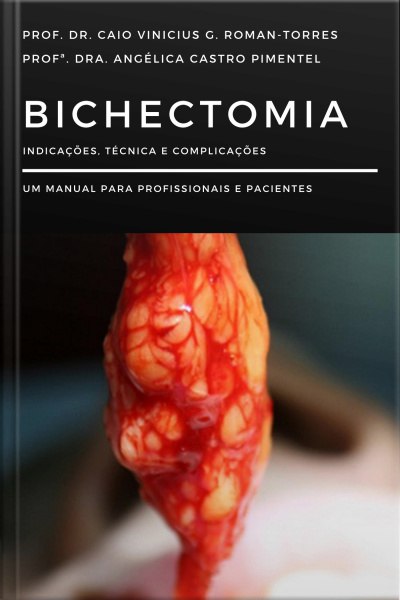 PROF. DR. CAIO VINICIUS G. ROMAN-TORRES
PROFª. DRA. ANGÉLICA CASTRO PIMENTEL
BICHECTOMIA
INDICAÇÕES, TÉCNICA E COMPLICAÇÕES
UM MANUAL PARA PROFISSIONAIS E PACIENTES